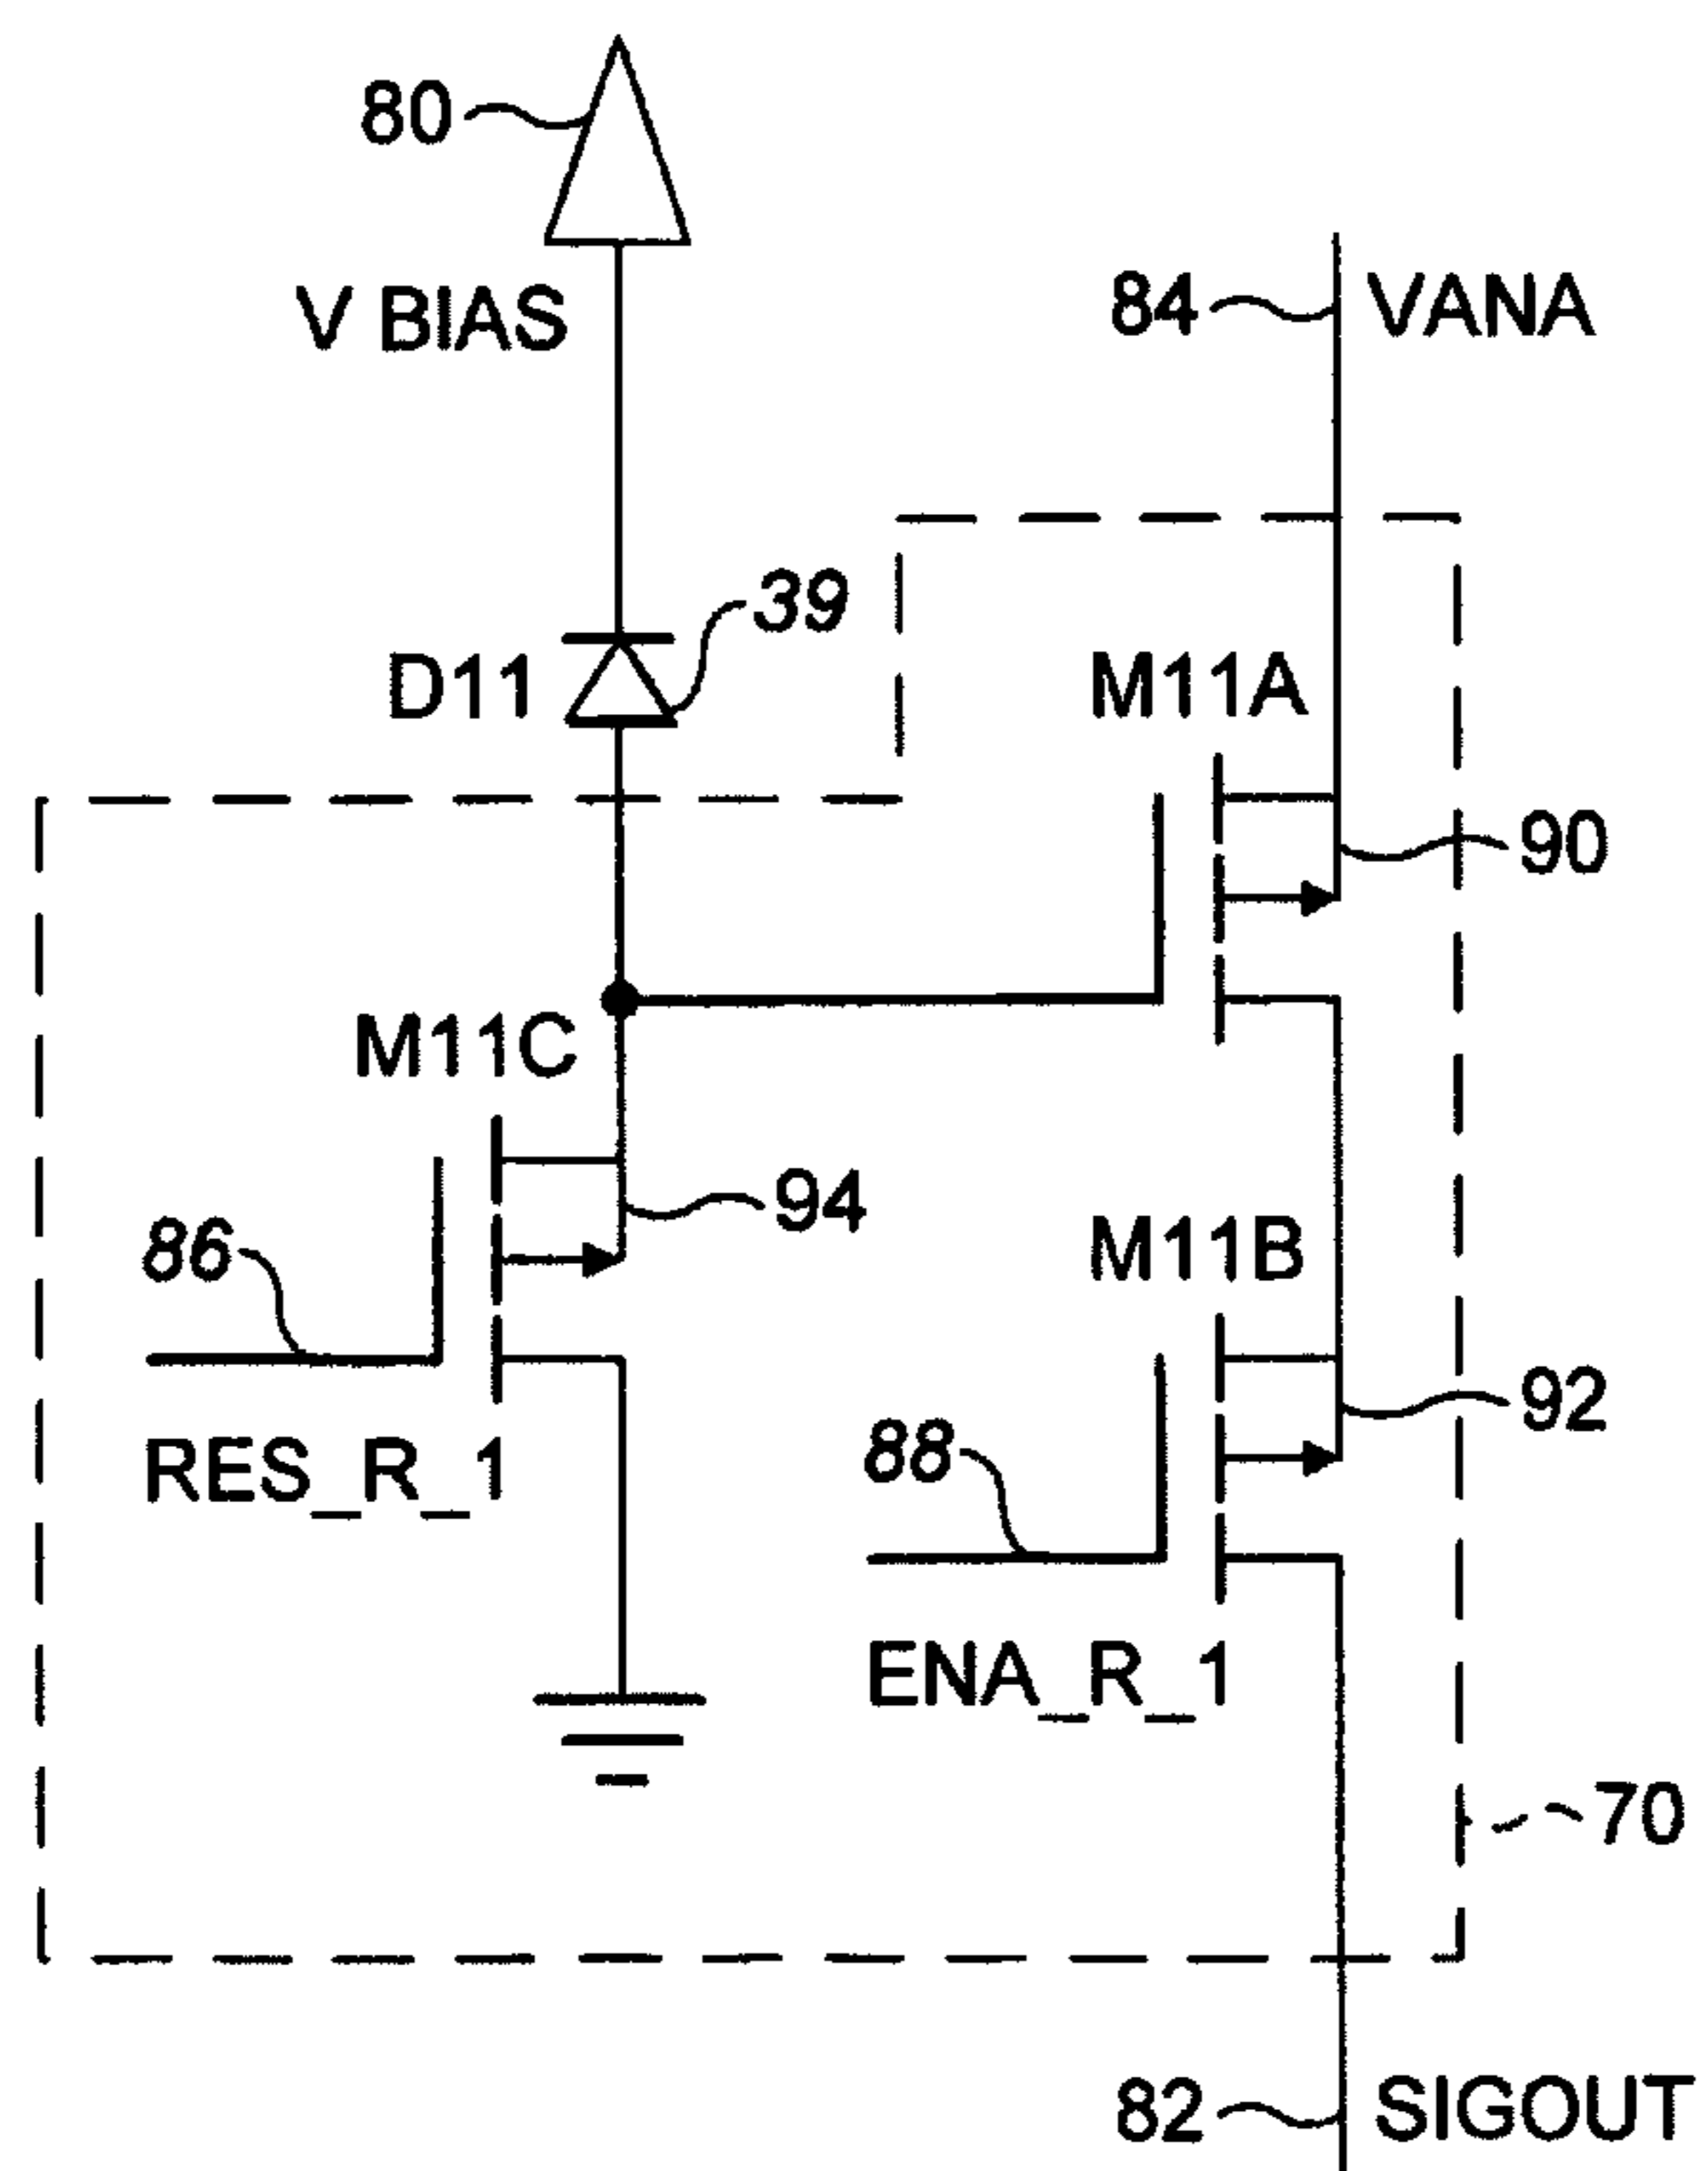 80
V BIAS
84 VANA
39
D11
M11A
90
M11C
94
86
M11B
92
88
RES_R_1
ENA_R_1
70
82 SIGOUT